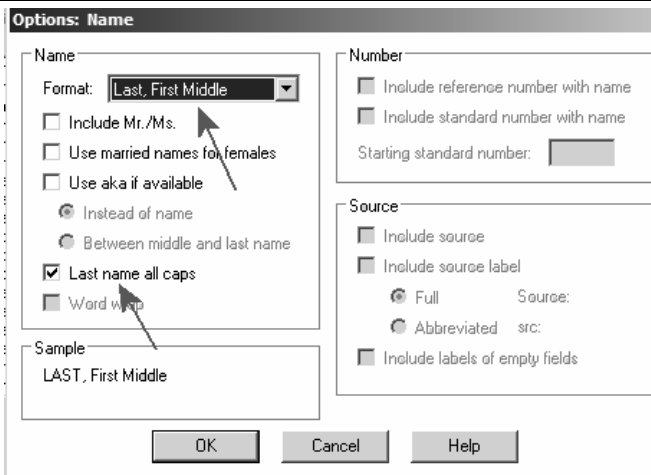 Options: Name
Name
Format: Last, First Middle
Include Mr./Ms.
Use married names for females
Use aka if available
Instead of name
Between middle and last name
Last name all caps
Word wrap
Sample
LAST, First Middle
Number
Include reference number with name
Include standard number with name
Starting standard number:
Source
Include source
Include source label
Full Source:
Abbreviated src:
Include labels of empty fields
OK Cancel Help